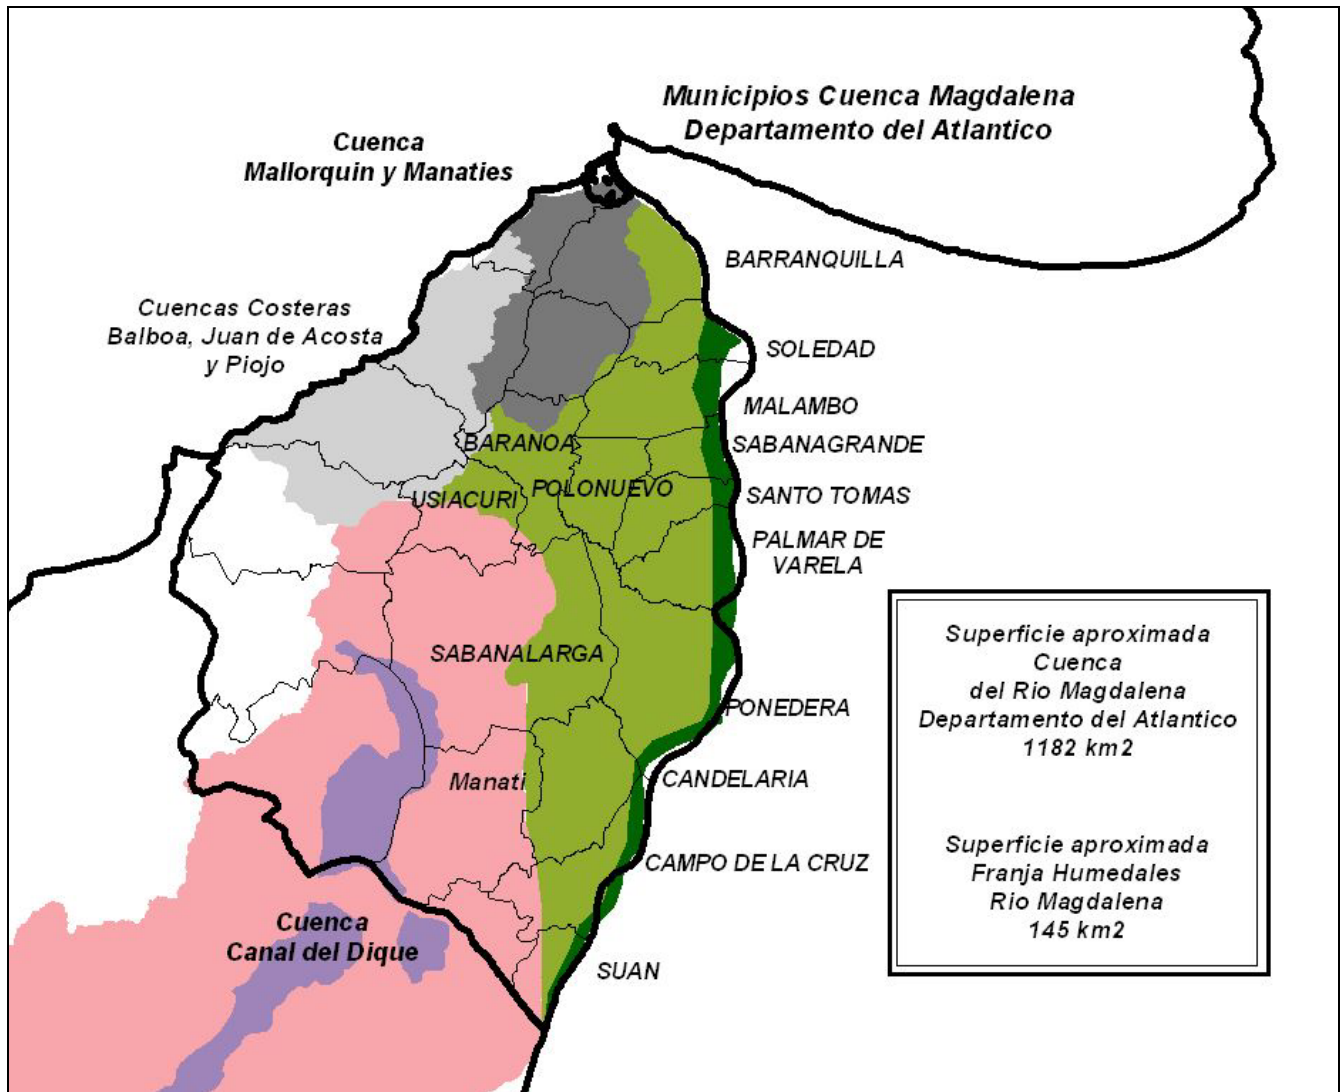 Municipios Cuenca Magdalena
Departamento del Atlantico
Cuenca
Mallorquin y Manaties
BARRANQUILLA
Cuencas Costeras
Balboa, Juan de Acosta
y Piojo
SOLEDAD
MALAMBO
BARANOA
SABANAGRANDE
USIACURI
POLONUEVO
SANTO TOMAS
PALMAR DE
VARELA
SABANALARGA
PONEDERA
Manati
CANDELARIA
CAMPO DE LA CRUZ
Cuenca
Canal del Dique
SUAN
Superficie aproximada
Cuenca
del Rio Magdalena
Departamento del Atlantico
1182 km2
Superficie aproximada
Franja Humedales
Rio Magdalena
145 km2